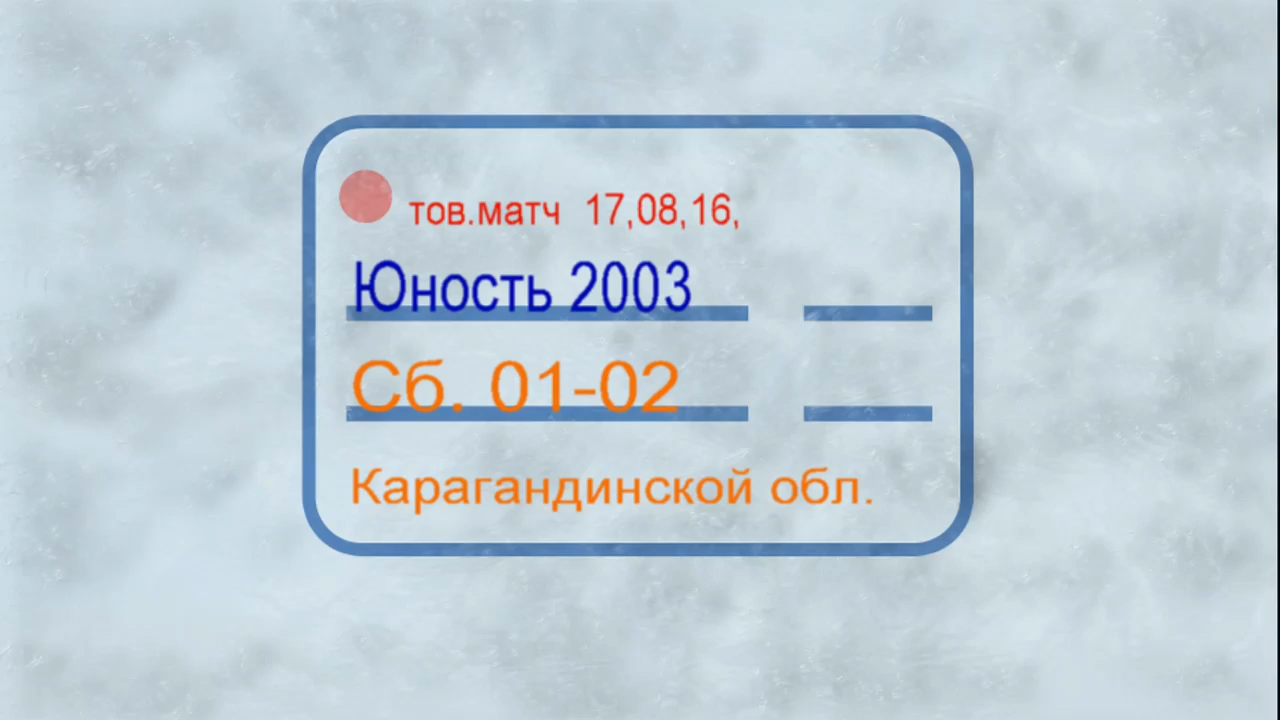 тов.матч 17,08,16,
Юность 2003
Сб. 01-02
Карагандинской обл.